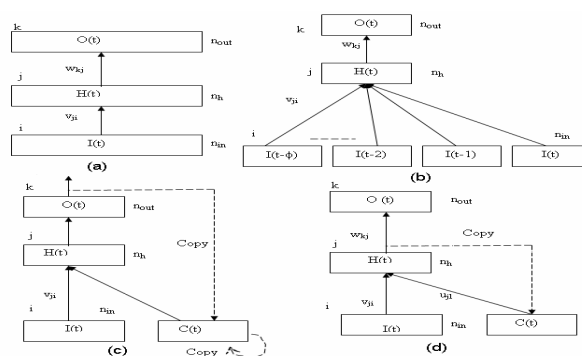 k
O(t)
n_out
w_kj
j
H(t)
n_h
v_ji
i
I(t)
n_in
(a)
k
O(t)
n_out
w_kj
j
H(t)
n_h
v_ji
i
n_in
I(t-ϕ)
I(t-2)
I(t-1)
I(t)
(b)
k
O(t)
n_out
Copy
j
H(t)
n_h
v_ji
i
n_in
I(t)
C(t)
(c)
Copy
k
O(t)
n_out
w_kj
Copy
j
H(t)
n_h
v_ji
u_jl
i
I(t)
n_in
C(t)
(d)